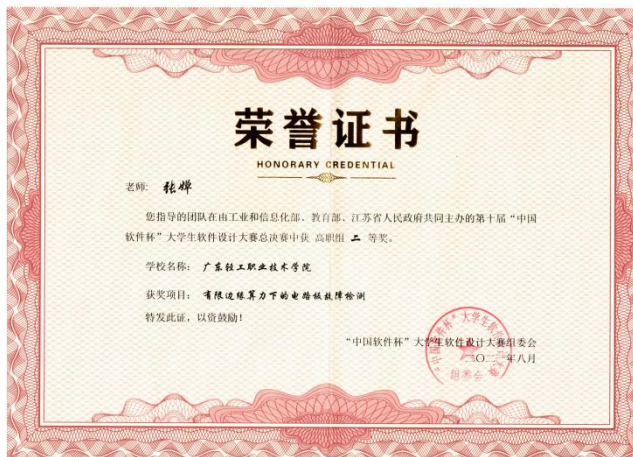 荣誉证书
HONORARY CREDENTIAL
老师: 张婵
您指导的团队在由工业和信息化部、教育部、江苏省人民政府共同主办的第十届“中国
软件杯”大学生软件设计大赛总决赛中获 高职组 二 等奖。
学校名称: 广东轻工职业技术学院
获奖项目: 有限边缘算力下的电路板故障检测
特发此证,以资鼓励!
“中国软件杯”大学生软件设计大赛组委会
二〇二一年八月
组委会